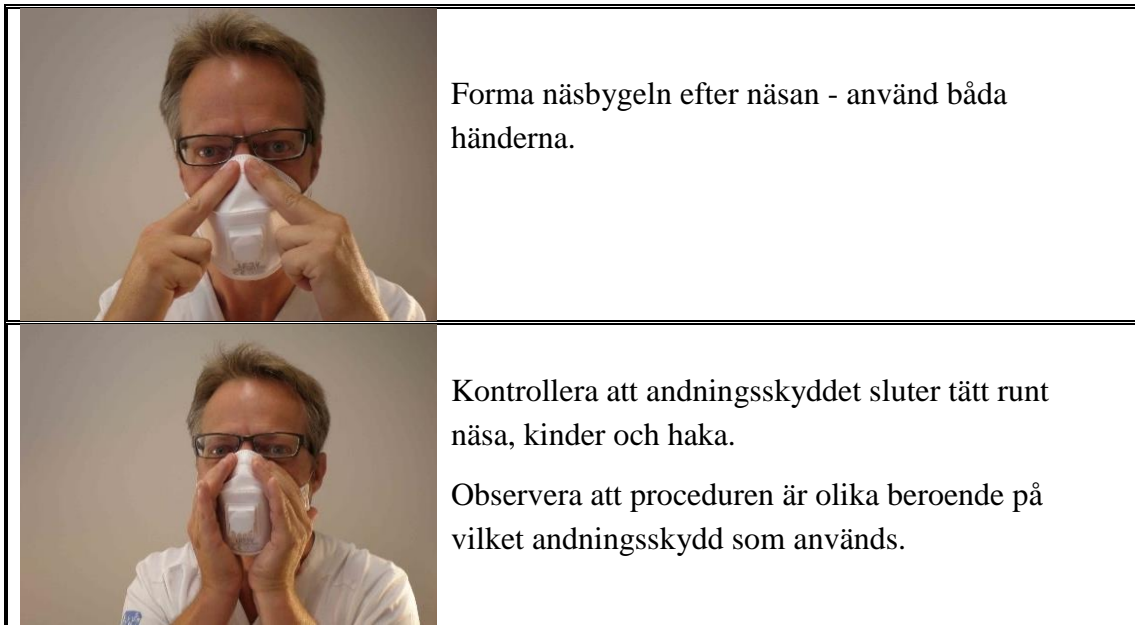 Forma näsbygeln efter näsan - använd båda
händerna.
Kontrollera att andningsskyddet sluter tätt runt
näsa, kinder och haka.
Observera att proceduren är olika beroende på
vilket andningsskydd som används.